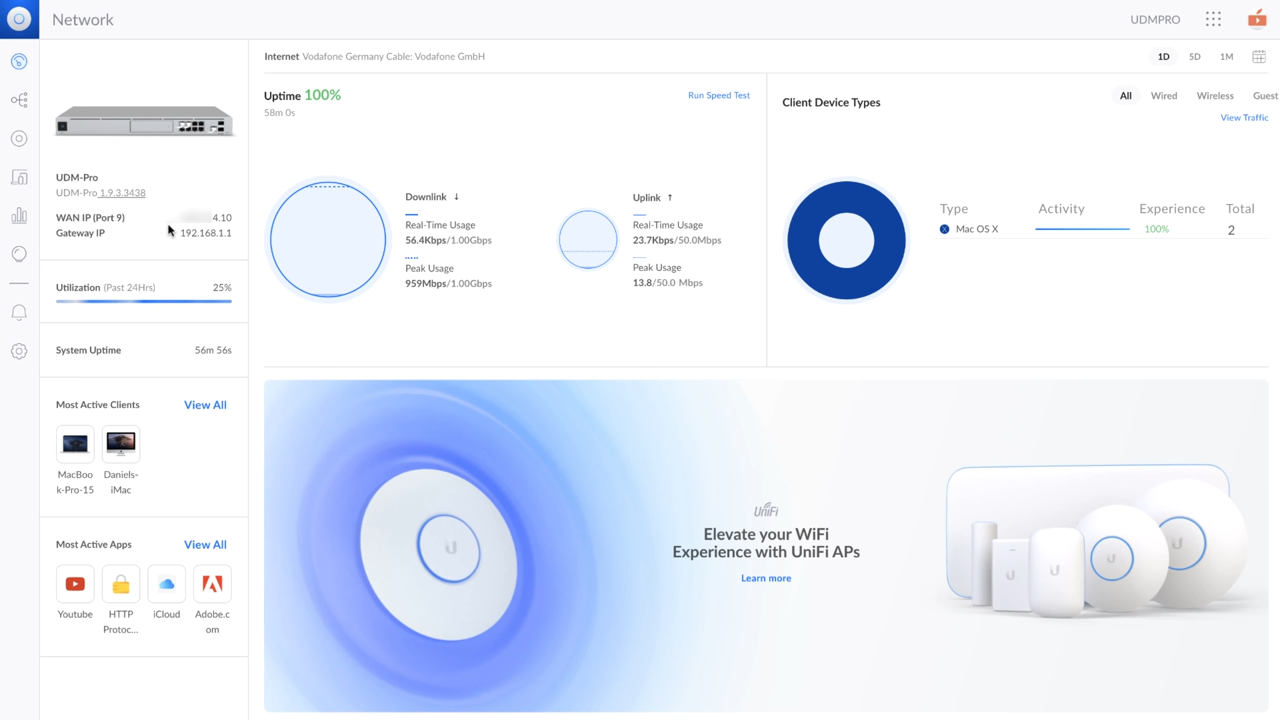 Network
UDMPRO
Internet Vodafone Germany Cable: Vodafone GmbH
1D 5D 1M
UDM-Pro
UDM-Pro 1.9.3.3438
WAN IP (Port 9) 4.10
Gateway IP 192.168.1.1
Utilization (Past 24Hrs) 25%
System Uptime 56m 56s
Most Active Clients View All
MacBoo
k-Pro-15
Daniels-
iMac
Most Active Apps View All
Youtube
HTTP
Protoc...
iCloud
Adobe.c
om
Uptime 100%
58m 0s
Run Speed Test
Downlink ↓
Real-Time Usage
56.4Kbps/1.00Gbps
Peak Usage
959Mbps/1.00Gbps
Uplink ↑
Real-Time Usage
23.7Kbps/50.0Mbps
Peak Usage
13.8/50.0 Mbps
Client Device Types
All Wired Wireless Guest
View Traffic
Type Activity Experience Total
Mac OS X 100% 2
UniFi
Elevate your WiFi
Experience with UniFi APs
Learn more